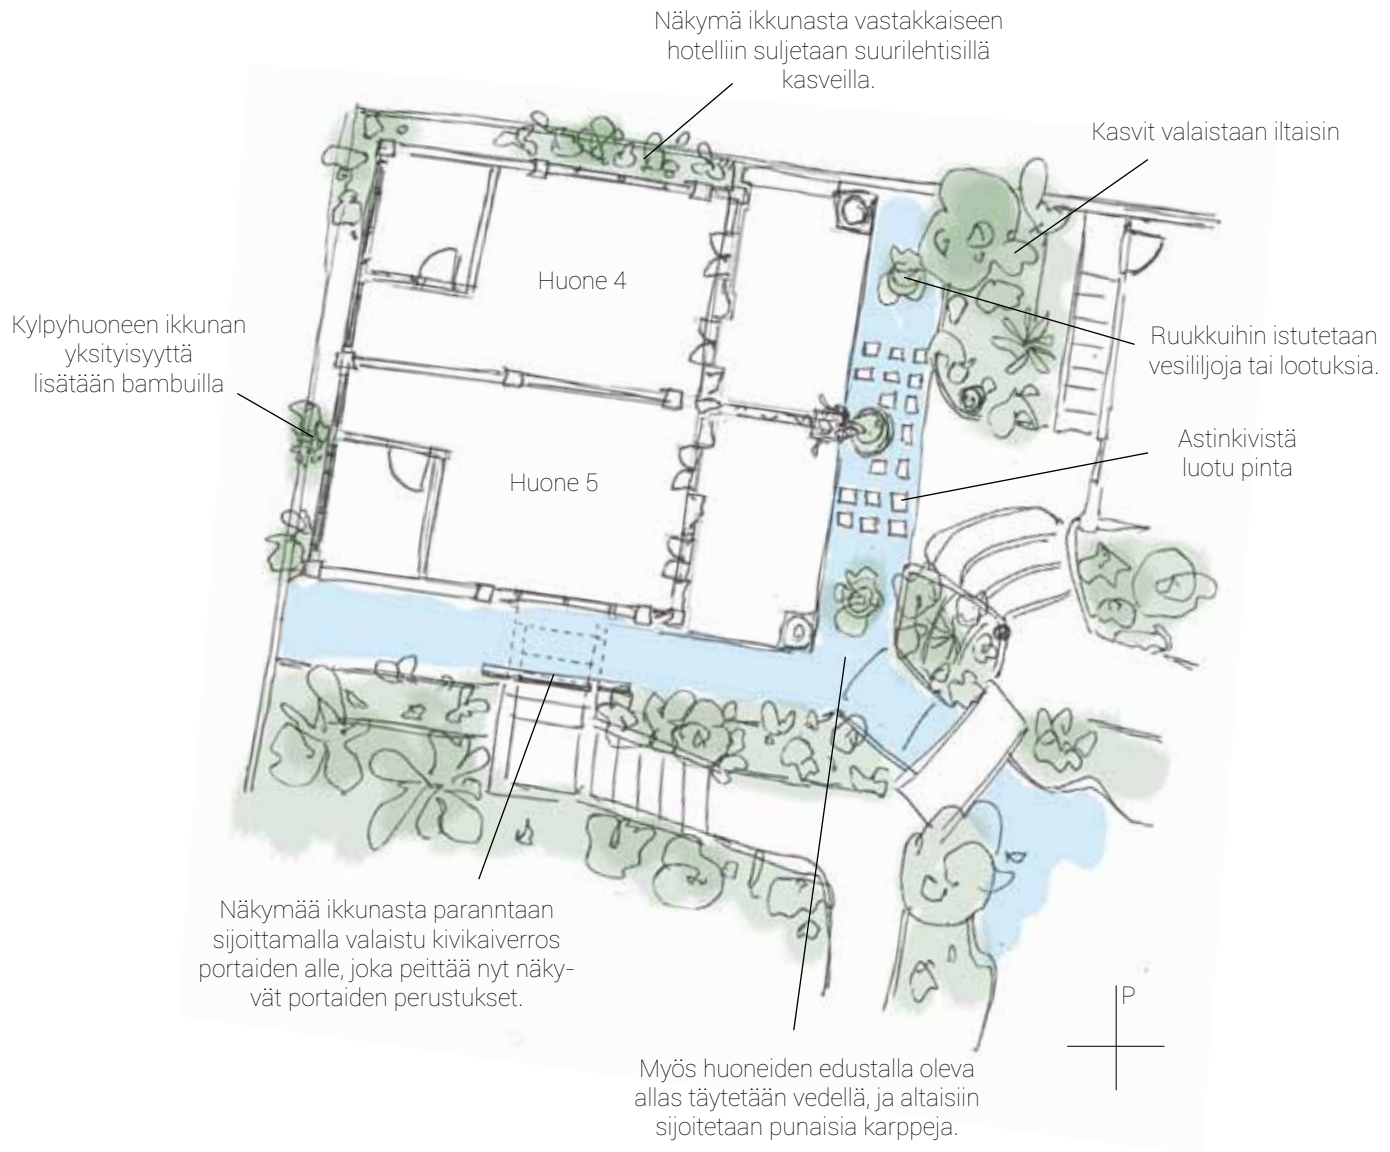 Näkymä ikkunasta vastakkaiseen
hotelliin suljetaan suurilehtisillä
kasveilla.
Kasvit valaistaan iltaisin
Huone 4
Kylpyhuoneen ikkunan
yksityisyyttä
lisätään bambuilla
Ruukkuihin istutetaan
vesililjoja tai lootuksia.
Astinkivistä
luotu pinta
Huone 5
Näkymää ikkunasta paranntaan
sijoittamalla valaistu kivikaiverros
portaiden alle, joka peittää nyt näky-
vät portaiden perustukset.
P
Myös huoneiden edustalla oleva
allas täytetään vedellä, ja altaisiin
sijoitetaan punaisia karppeja.